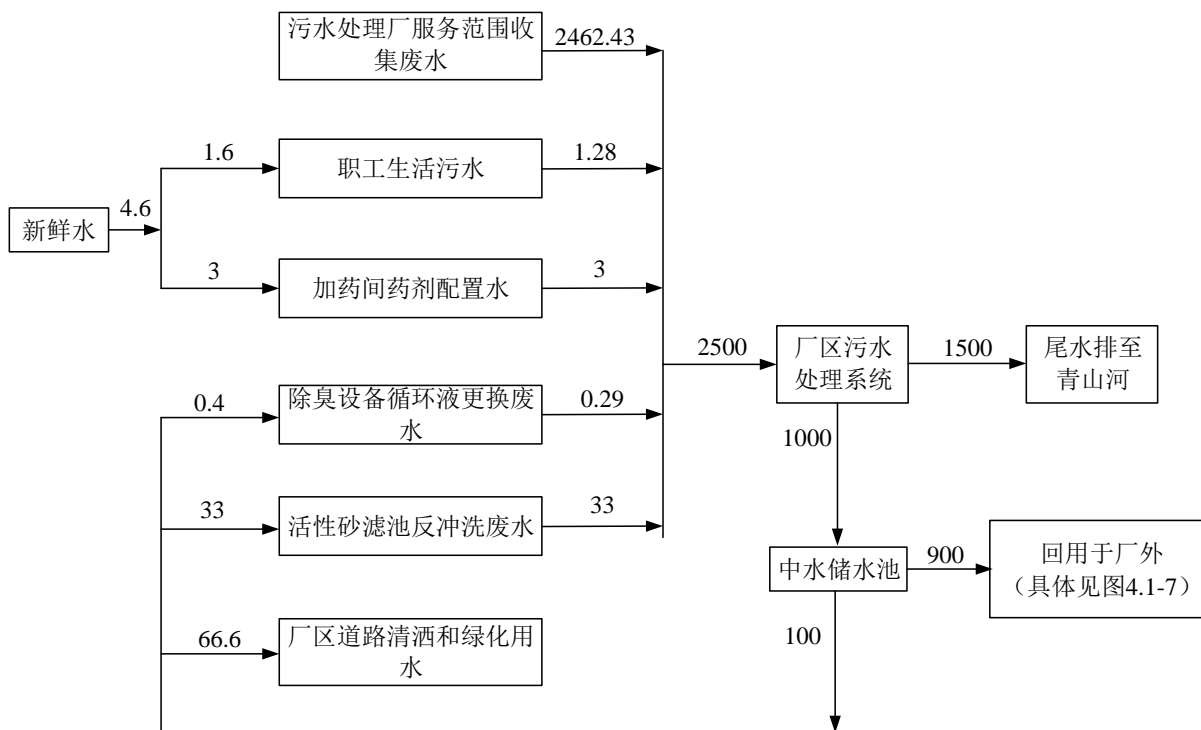 污水处理厂服务范围收
集废水
2462.43
1.6
职工生活污水
1.28
新鲜水
4.6
3
加药间药剂配置水
3
2500
厂区污水
处理系统
1500
尾水排至
青山河
0.4
除臭设备循环液更换废
水
0.29
1000
33
活性砂滤池反冲洗废水
33
中水储水池
900
回用于厂外
（具体见图4.1-7）
66.6
厂区道路清洒和绿化用
水
100